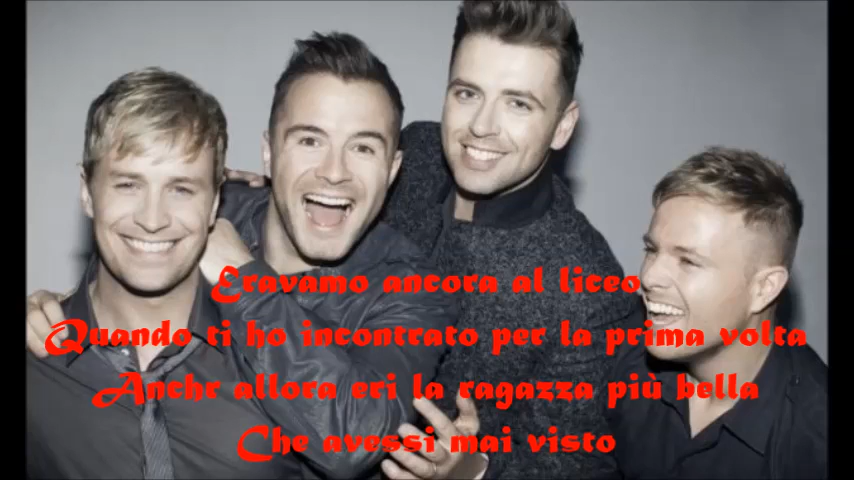 Eravamo ancora al liceo
Quando ti ho incontrato per la prima volta
Anchr allora eri la ragazza più bella
Che avessi mai visto